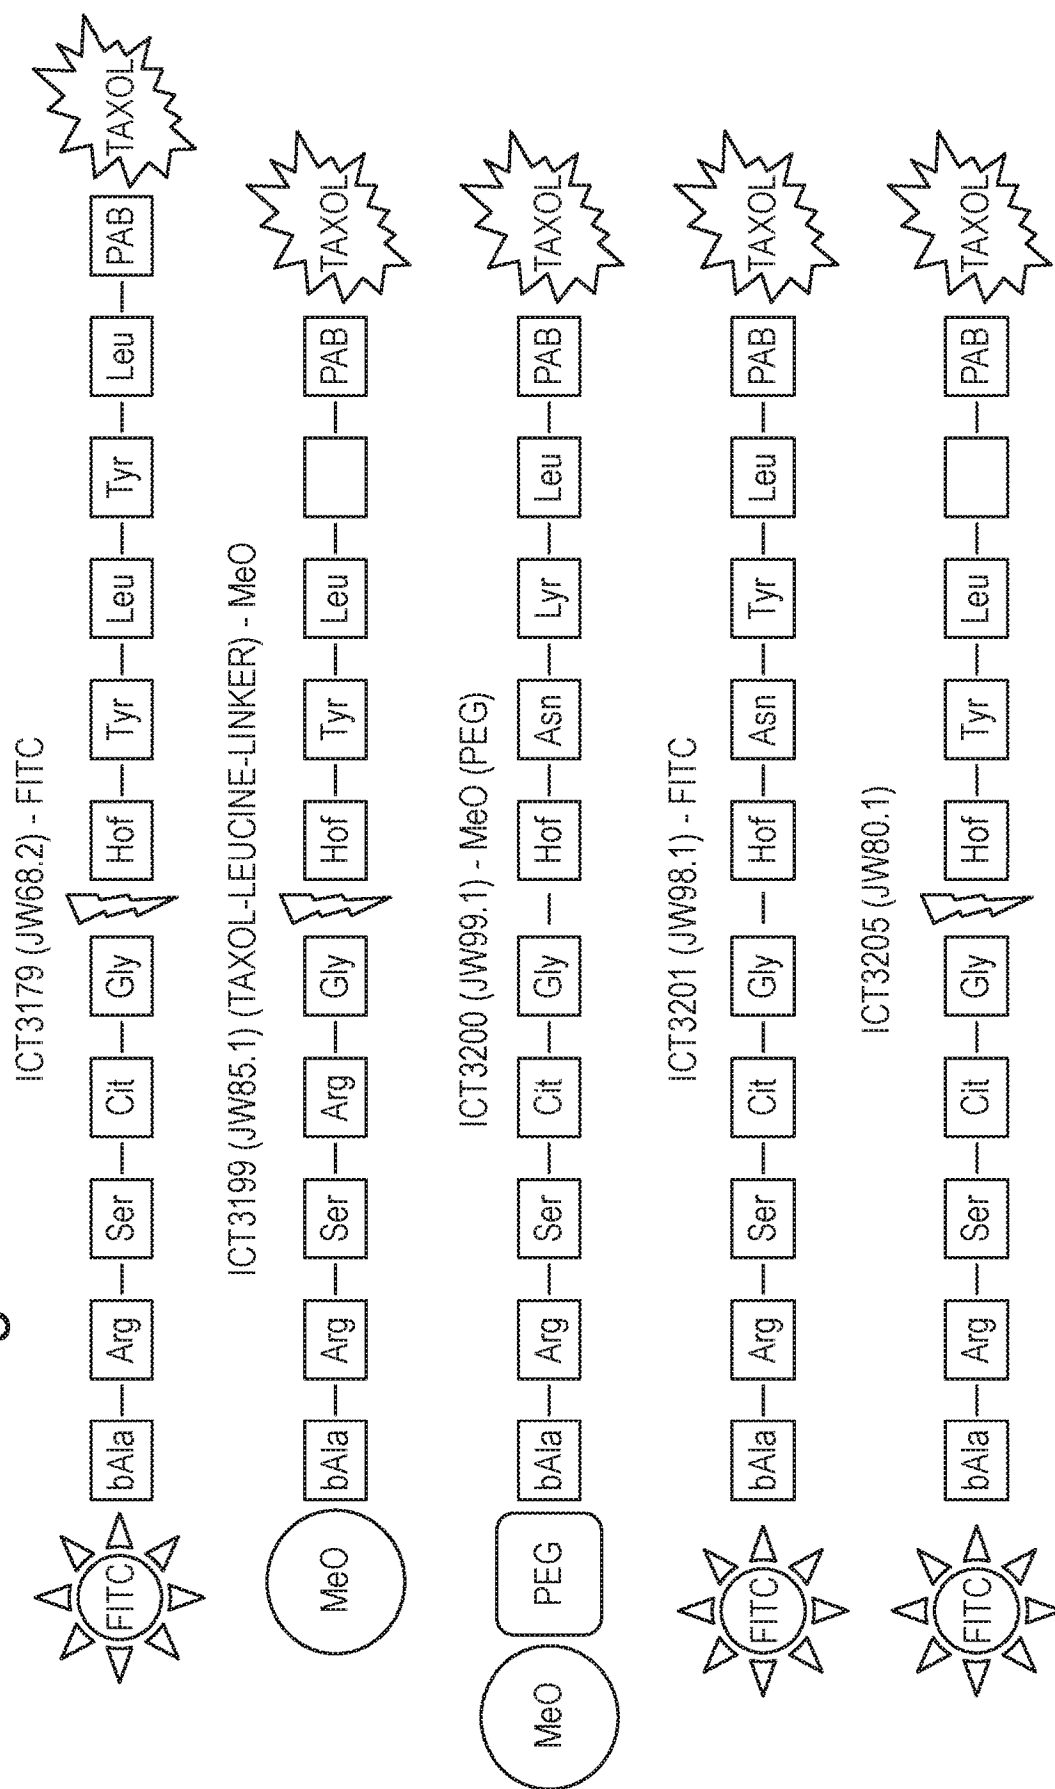 ICT3179 (JW68.2) - FITC
FITC bAla Arg Ser Cit Gly Hof Tyr Leu Tyr Leu PAB TAXOL
ICT3199 (JW85.1) (TAXOL-LEUCINE-LINKER) - MeO
MeO bAla Arg Ser Arg Gly Hof Tyr Leu PAB TAXOL
ICT3200 (JW99.1) - MeO (PEG)
MeO PEG bAla Arg Ser Cit Gly Hof Asn Lyr Leu PAB TAXOL
ICT3201 (JW98.1) - FITC
FITC bAla Arg Ser Cit Gly Hof Asn Tyr Leu PAB TAXOL
ICT3205 (JW80.1)
FITC bAla Arg Ser Cit Gly Hof Tyr Leu PAB TAXOL